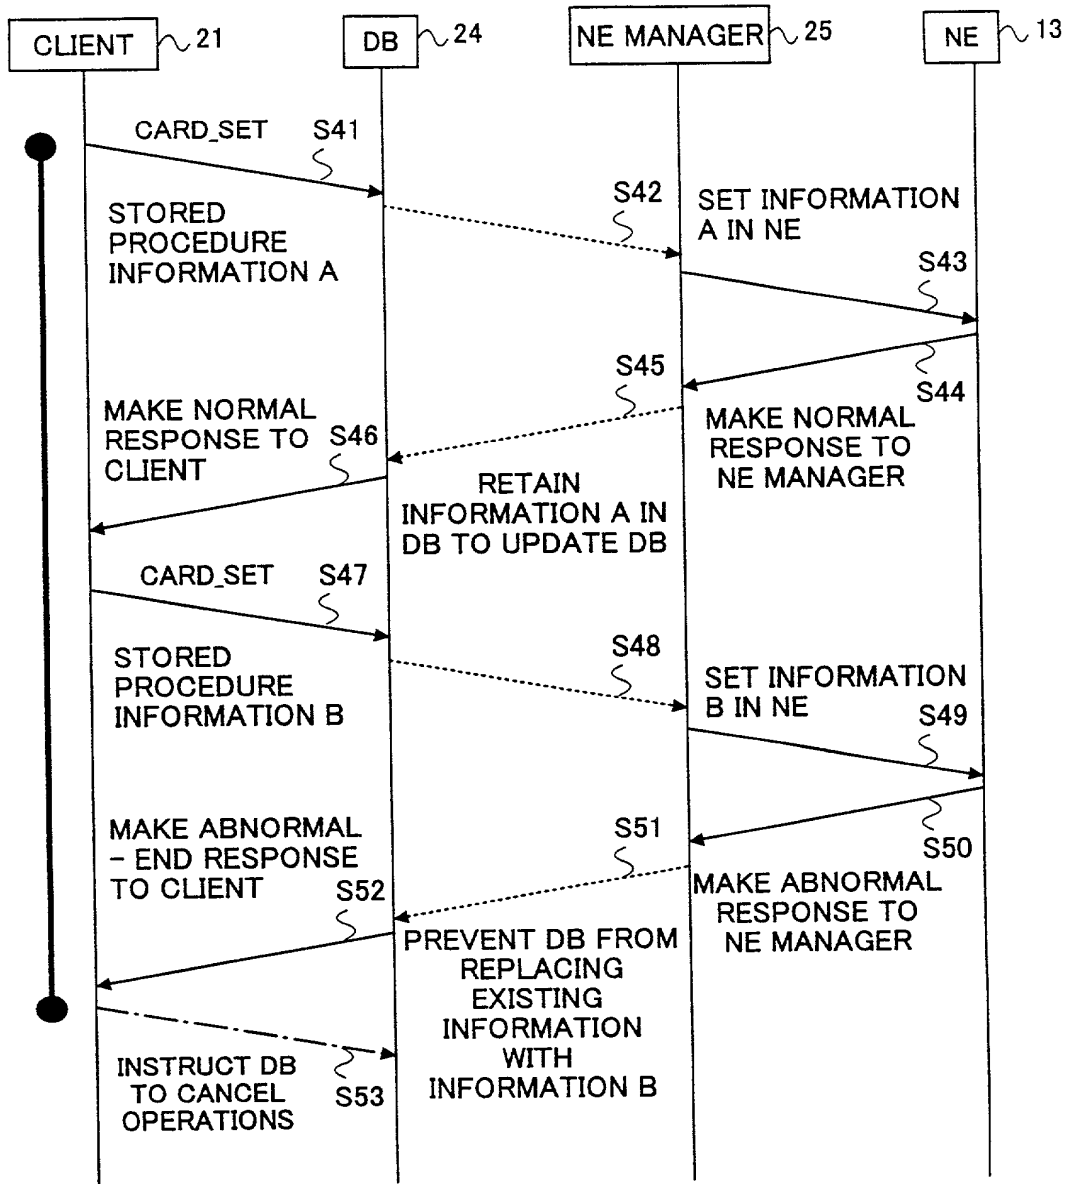 CLIENT 21
DB 24
NE MANAGER 25
NE 13
CARD_SET S41
STORED
PROCEDURE
INFORMATION A
S42
SET INFORMATION
A IN NE
S43
S44
MAKE NORMAL
RESPONSE TO
NE MANAGER
S45
RETAIN
INFORMATION A IN
DB TO UPDATE DB
MAKE NORMAL
RESPONSE TO
CLIENT
S46
CARD_SET S47
STORED
PROCEDURE
INFORMATION B
S48
SET INFORMATION
B IN NE
S49
S50
MAKE ABNORMAL
RESPONSE TO
NE MANAGER
S51
PREVENT DB FROM
REPLACING
EXISTING
INFORMATION
WITH
INFORMATION B
MAKE ABNORMAL
- END RESPONSE
TO CLIENT
S52
INSTRUCT DB
TO CANCEL
OPERATIONS
S53